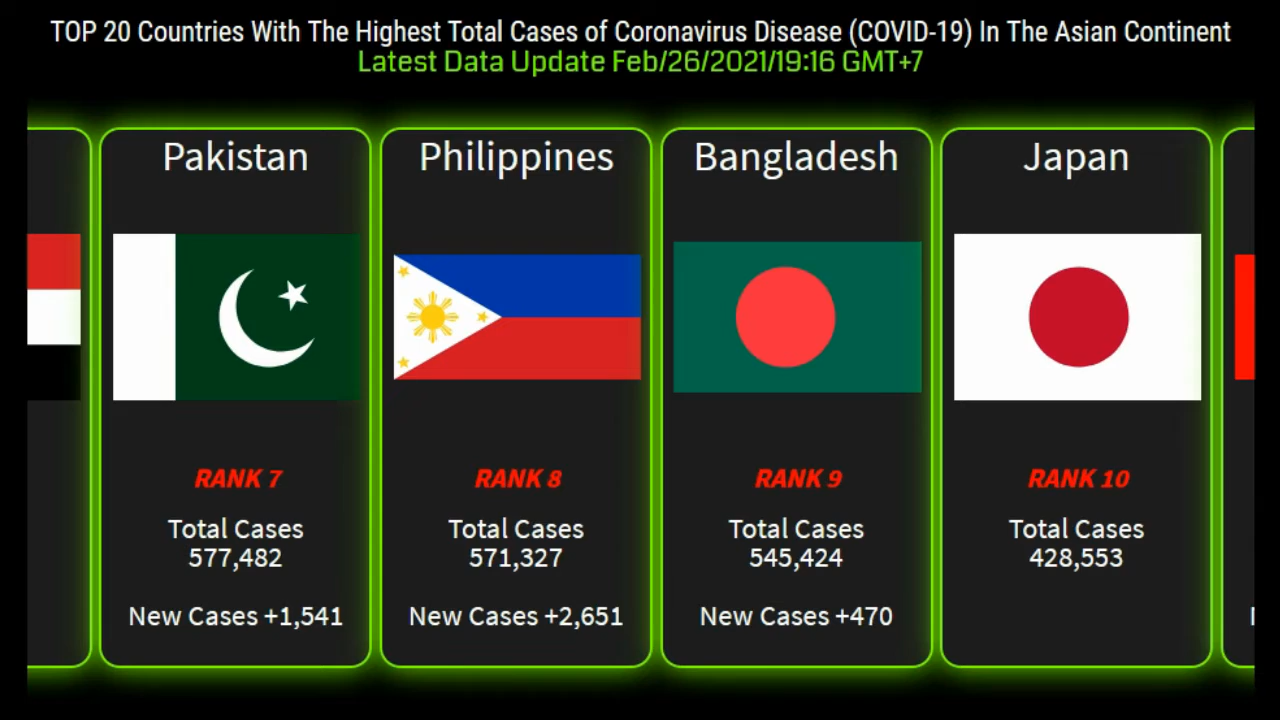 TOP 20 Countries With The Highest Total Cases of Coronavirus Disease (COVID-19) In The Asian Continent
Latest Data Update Feb/26/2021/19:16 GMT+7
Pakistan
RANK 7
Total Cases
577,482
New Cases +1,541
Philippines
RANK 8
Total Cases
571,327
New Cases +2,651
Bangladesh
RANK 9
Total Cases
545,424
New Cases +470
Japan
RANK 10
Total Cases
428,553